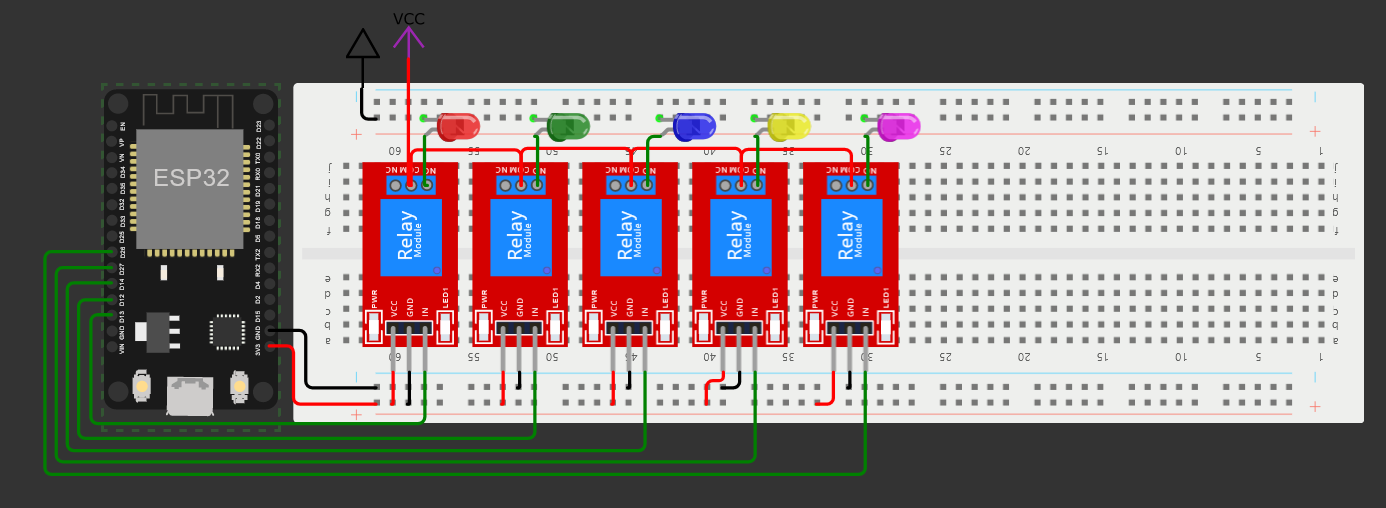 VCC
ESP32
EN
VP
VN
D34
D35
D32
D33
D25
D26
D27
D14
D12
D13
GND
VIN
D23
D22
TX0
RX0
D21
D19
D18
D5
TX2
RX2
D4
D2
D15
GND
3V3
60 55 50 45 40 35 30 25 20 15 10 5 1
j i h g f
j i h g f
NC COM NO
NC COM NO
NC COM NO
NC COM NO
NC COM NO
Relay
Module
Relay
Module
Relay
Module
Relay
Module
Relay
Module
e d c b a
e d c b a
PWR VCC GND IN LED1
PWR VCC GND IN LED1
PWR VCC GND IN LED1
PWR VCC GND IN LED1
PWR VCC GND IN LED1
60 55 50 45 40 35 30 25 20 15 10 5 1